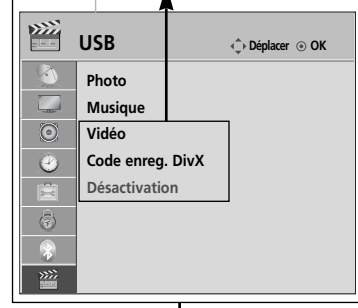 USB
Déplacer OK
Photo
Musique
Vidéo
Code enreg. DivX
Désactivation